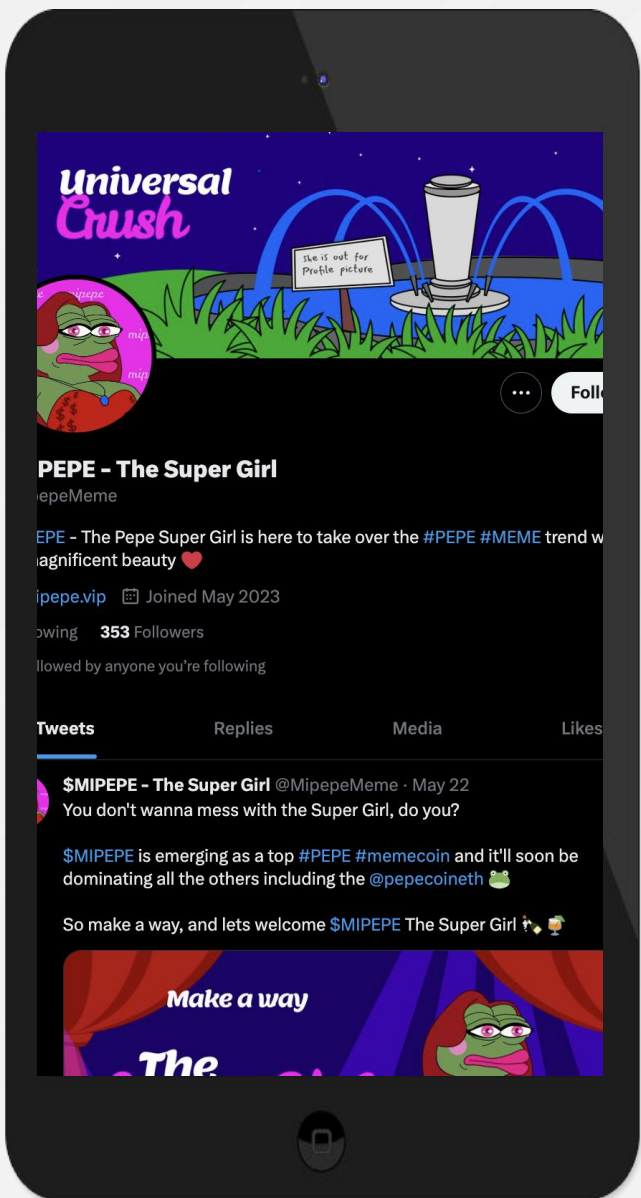 Universal
Crush
she is out for
Profile picture
mipepe
mip
mip
Foll
PEPE - The Super Girl
epeMeme
EPE - The Pepe Super Girl is here to take over the #PEPE #MEME trend w
agnificent beauty ❤️
ipepe.vip Joined May 2023
owing 353 Followers
llowed by anyone you're following
Tweets Replies Media Likes
$MIPEPE - The Super Girl @MipepeMeme · May 22
You don't wanna mess with the Super Girl, do you?
$MIPEPE is emerging as a top #PEPE #memecoin and it'll soon be
dominating all the others including the @pepecoineth 🐸
So make a way, and lets welcome $MIPEPE The Super Girl 🍾 🍹
Make a way
The